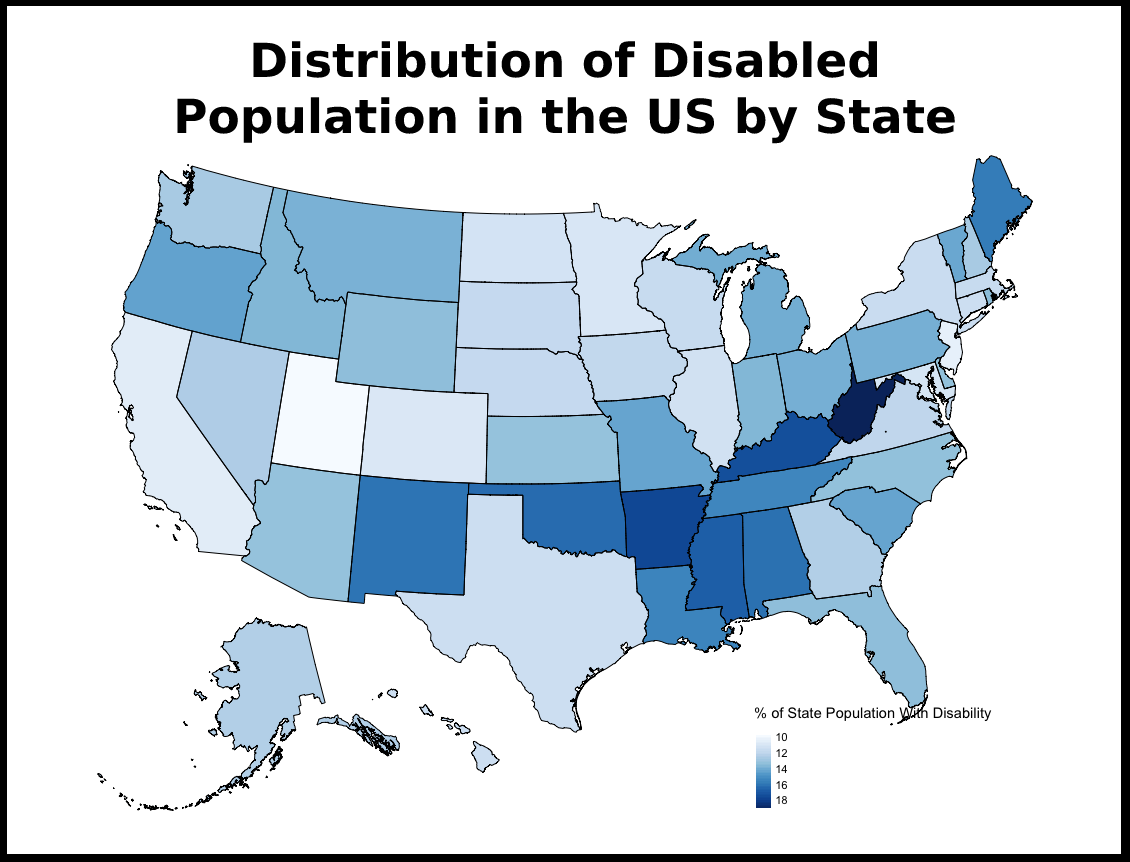 Distribution of Disabled
Population in the US by State
% of State Population With Disability
10
12
14
16
18